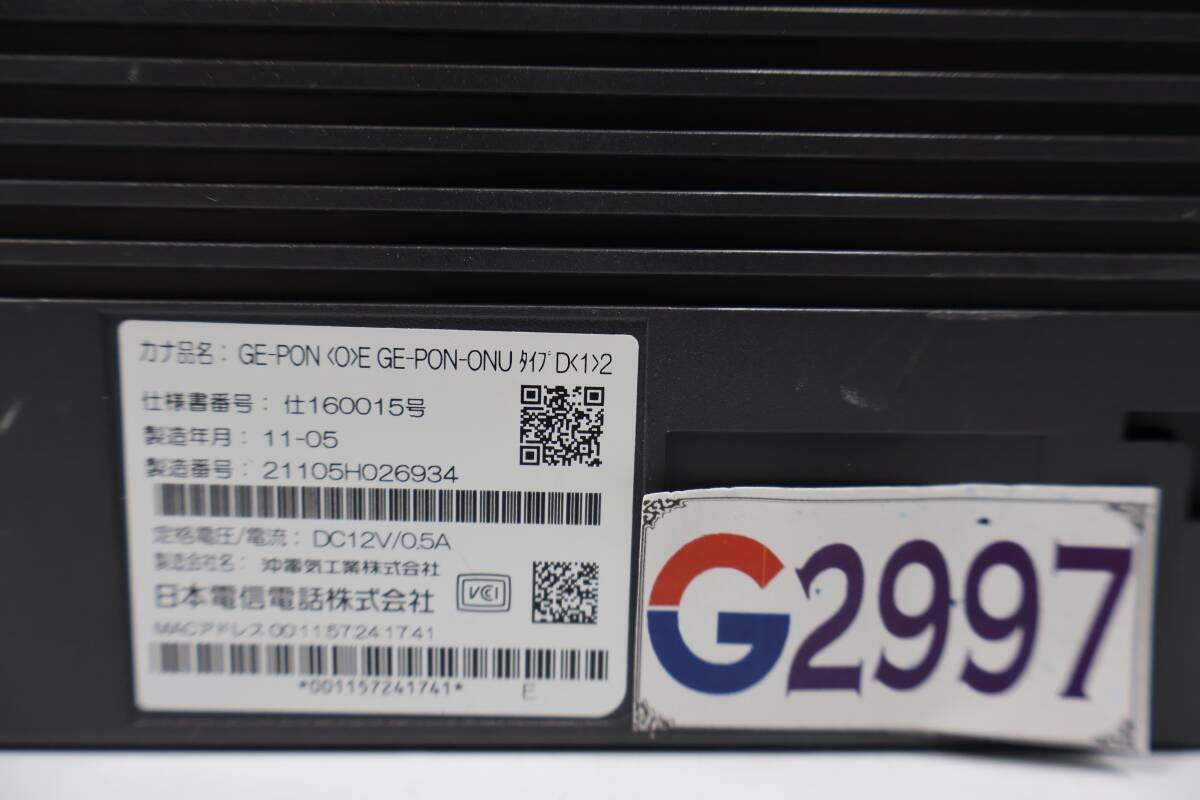 カナ品名: GE-PON <O>E GE-PON-ONU ﾀｲﾌﾟ D<1>2
仕様書番号: 仕160015号
製造年月: 11-05
製造番号: 21105H026934
定格電圧/電流: DC12V/0.5A
製造会社名: 沖電気工業株式会社
日本電信電話株式会社
VCCI
MACアドレス 001157241741
*001157241741*
E
G2997